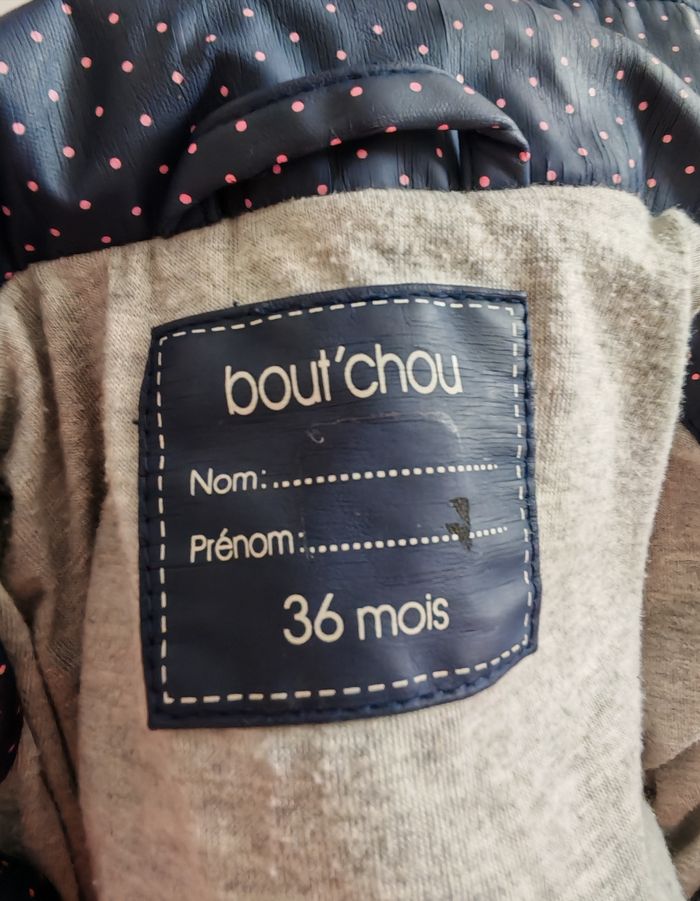 bout'chou
Nom:........................
Prénom:........................
36 mois